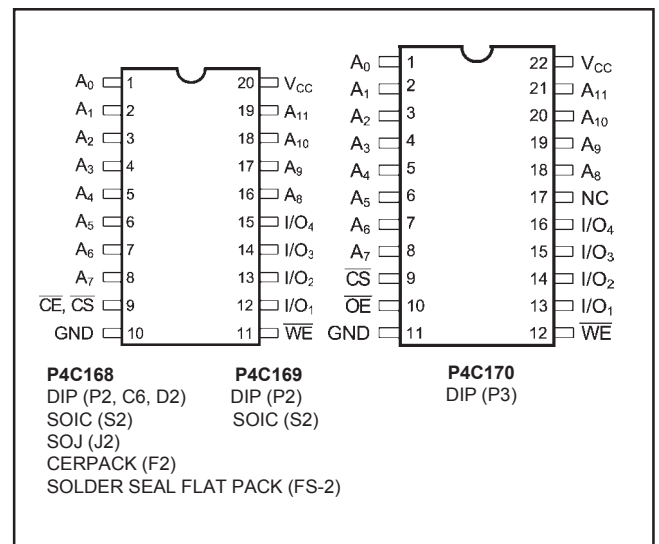 A0 1 20 VCC
A1 2 19 A11
A2 3 18 A10
A3 4 17 A9
A4 5 16 A8
A5 6 15 I/O4
A6 7 14 I/O3
A7 8 13 I/O2
CE, CS 9 12 I/O1
GND 10 11 WE
A0 1 22 VCC
A1 2 21 A11
A2 3 20 A10
A3 4 19 A9
A4 5 18 A8
A5 6 17 NC
A6 7 16 I/O4
A7 8 15 I/O3
CS 9 14 I/O2
OE 10 13 I/O1
GND 11 12 WE
P4C168
DIP (P2, C6, D2)
SOIC (S2)
SOJ (J2)
CERPACK (F2)
SOLDER SEAL FLAT PACK (FS-2)
P4C169
DIP (P2)
SOIC (S2)
P4C170
DIP (P3)